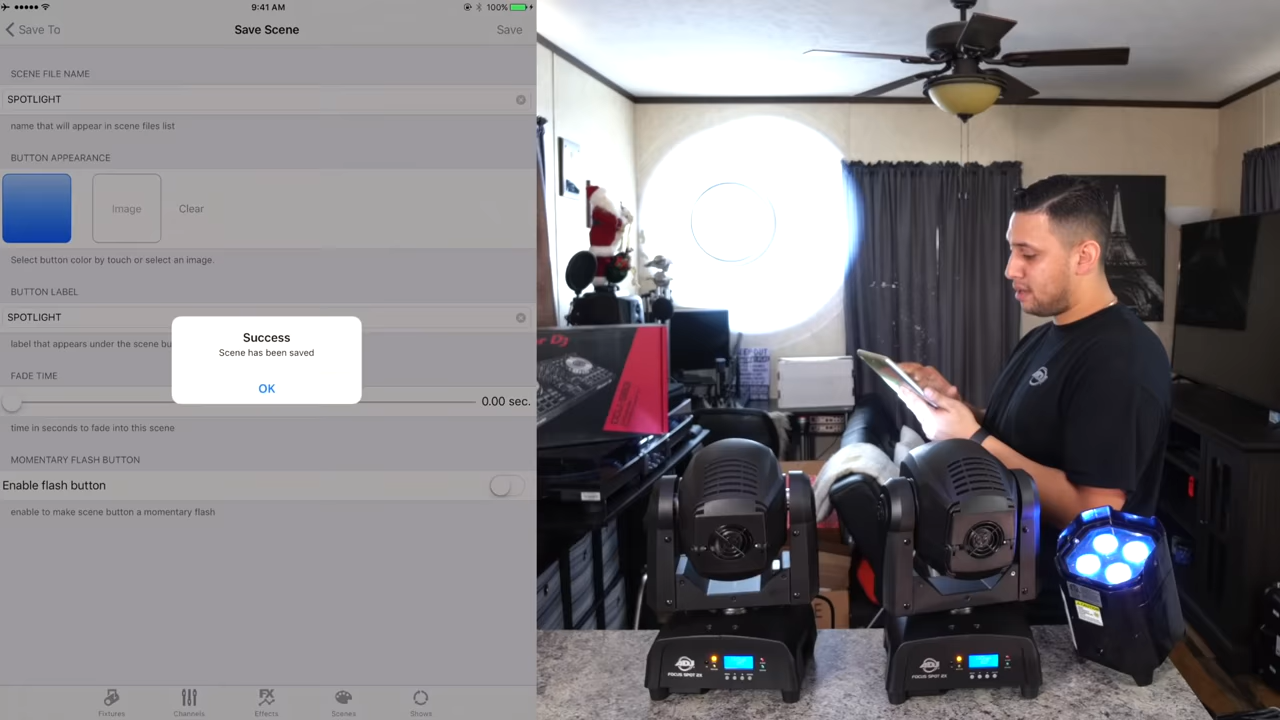 9:41 AM
100%
Save To
Save Scene
Save
SCENE FILE NAME
SPOTLIGHT
name that will appear in scene files list
BUTTON APPEARANCE
Image
Clear
Select button color by touch or select an image.
BUTTON LABEL
SPOTLIGHT
label that appears under the scene bu
Success
Scene has been saved
OK
FADE TIME
0.00 sec.
time in seconds to fade into this scene
MOMENTARY FLASH BUTTON
Enable flash button
enable to make scene button a momentary flash
Fixtures
Channels
Effects
Scenes
Shows
ADJ
FOCUS SPOT 2X
ADJ
FOCUS SPOT 2X